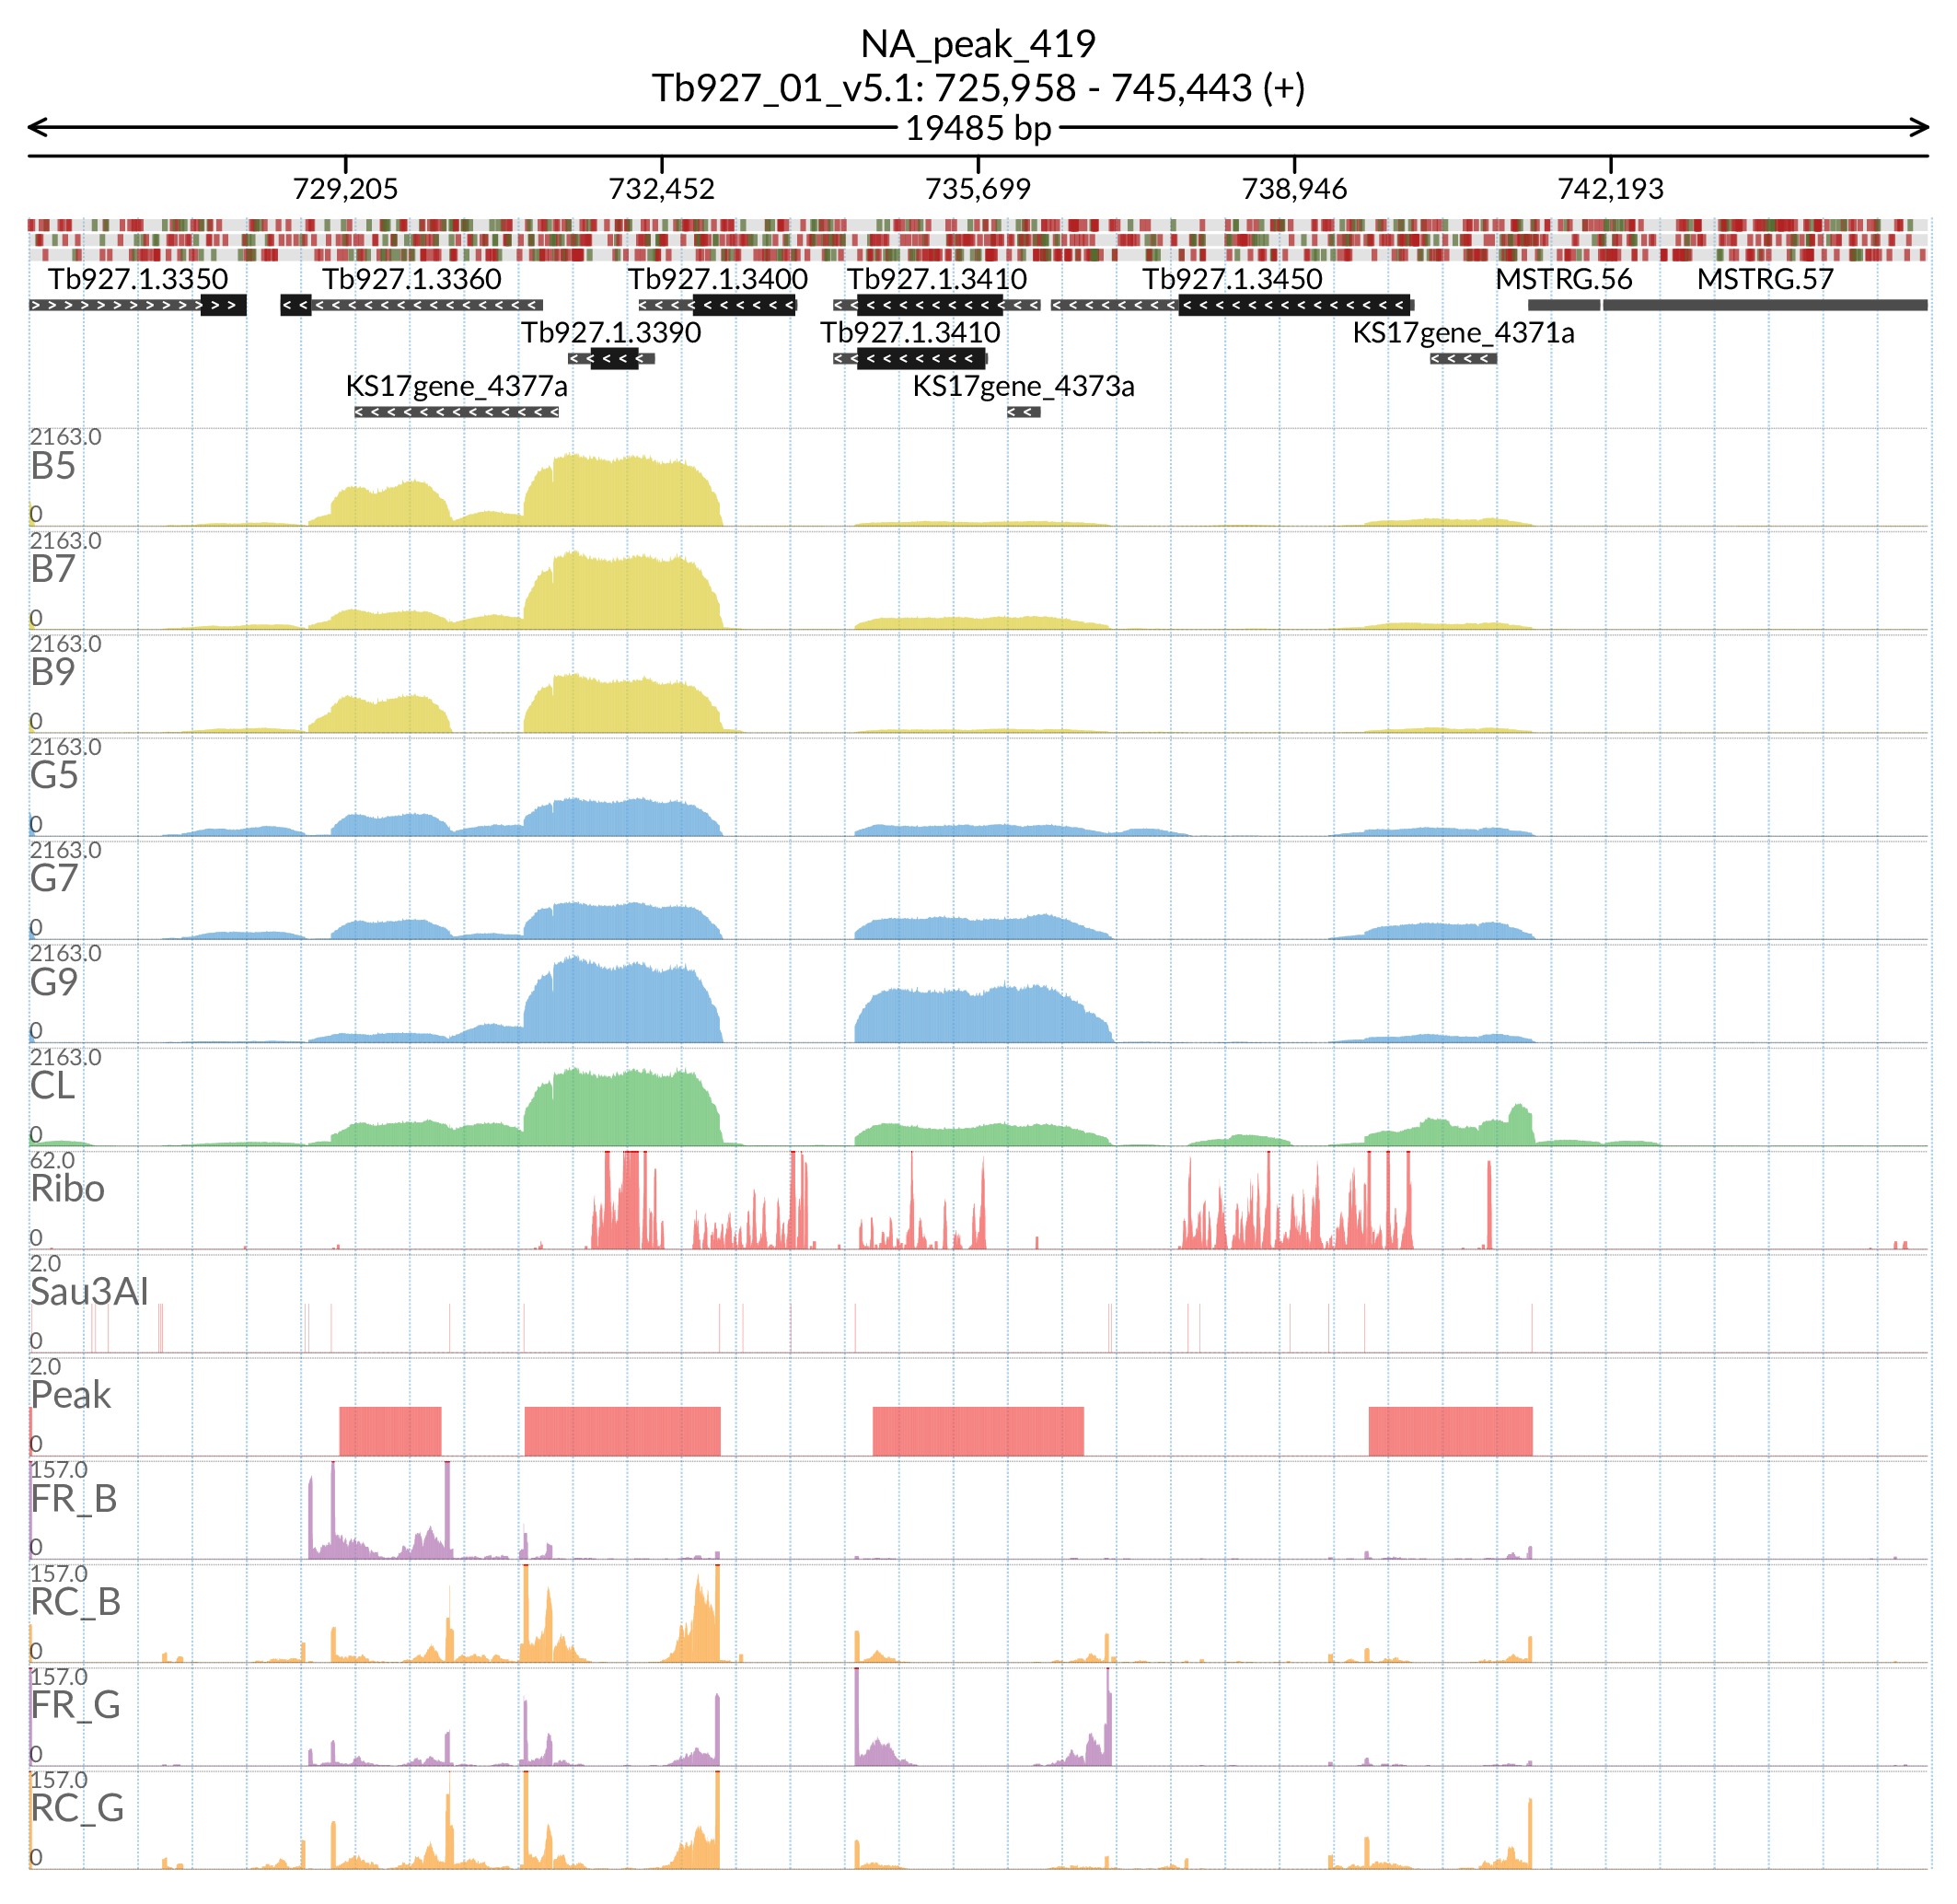 NA_peak_419
Tb927_01_v5.1: 725,958 - 745,443 (+)
19485 bp
729,205 732,452 735,699 738,946 742,193
Tb927.1.3350 Tb927.1.3360 Tb927.1.3400 Tb927.1.3410 Tb927.1.3450 MSTRG.56 MSTRG.57
Tb927.1.3390 Tb927.1.3410 KS17gene_4371a
KS17gene_4377a KS17gene_4373a
2163.0
B5
0
2163.0
B7
0
2163.0
B9
0
2163.0
G5
0
2163.0
G7
0
2163.0
G9
0
2163.0
CL
0
62.0
Ribo
0
2.0
Sau3AI
0
2.0
Peak
0
157.0
FR_B
0
157.0
RC_B
0
157.0
FR_G
0
157.0
RC_G
0